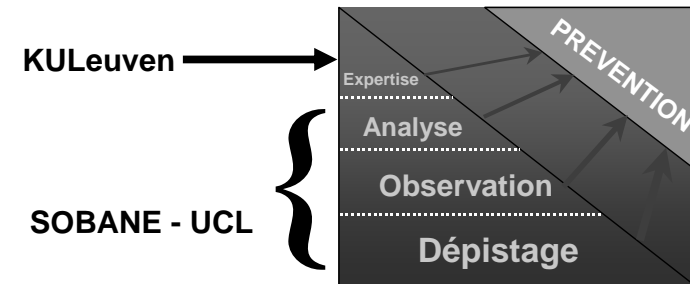 PREVENTION
KULeuven
Expertise
Analyse
Observation
SOBANE - UCL
Dépistage